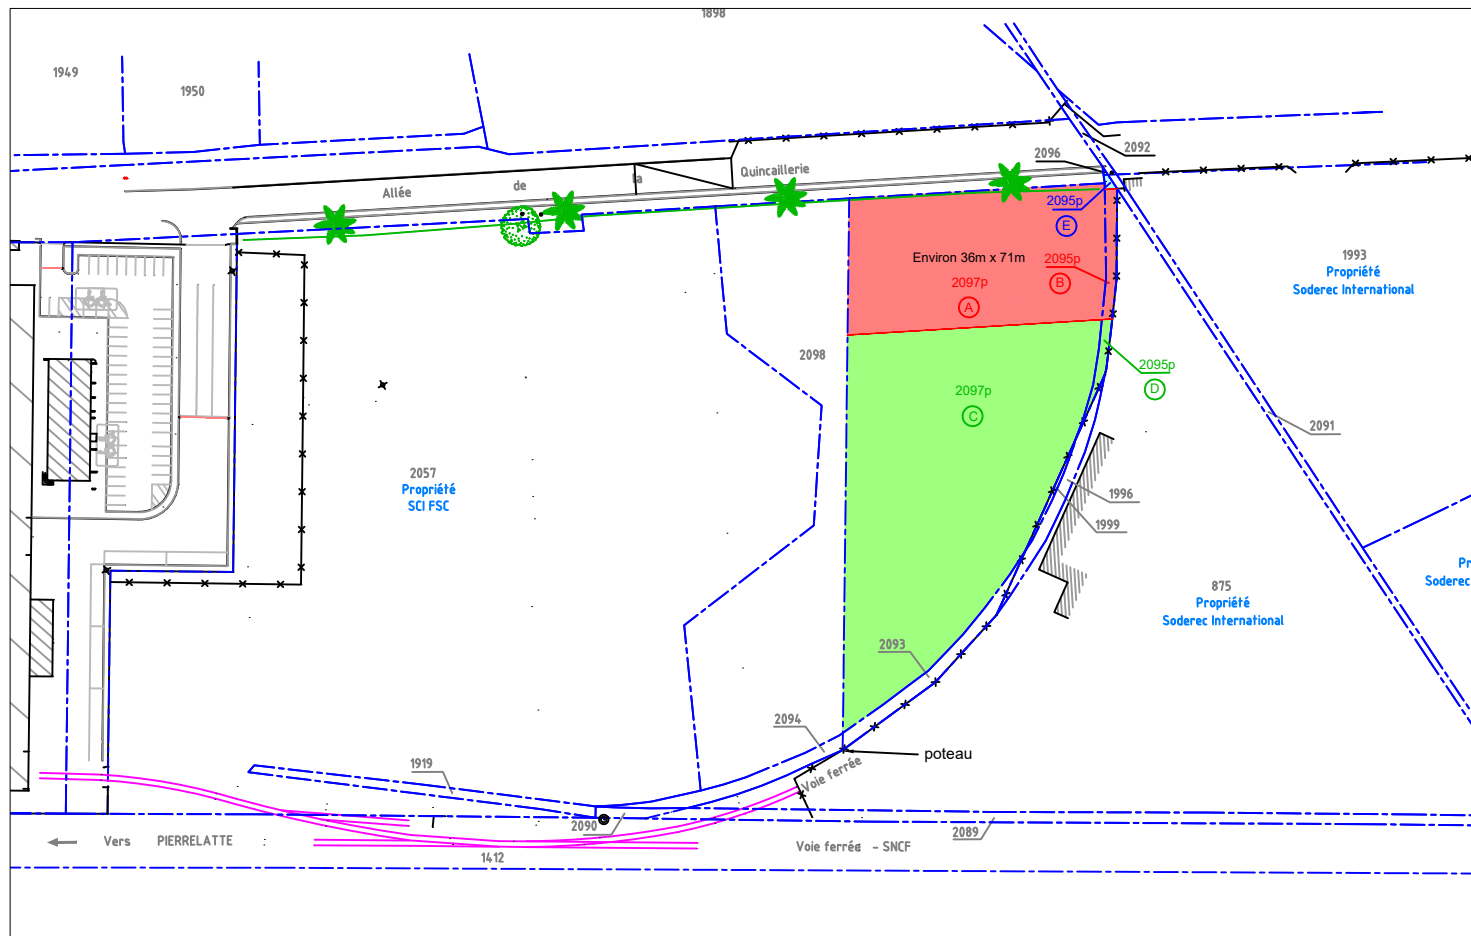 1898
1949
1950
2092
2096
Quincaillerie
la
de
Allée
2095p
E
Environ 36m x 71m
2095p
B
2097p
A
1993
Propriété
Soderec International
2098
2095p
D
2097p
C
2091
2057
Propriété
SCI FSC
1996
1999
Pr
Soderec
875
Propriété
Soderec International
2093
2094
poteau
Voie ferrée
1919
2090
2089
Vers PIERRELATTE :
Voie ferrée - SNCF
1412